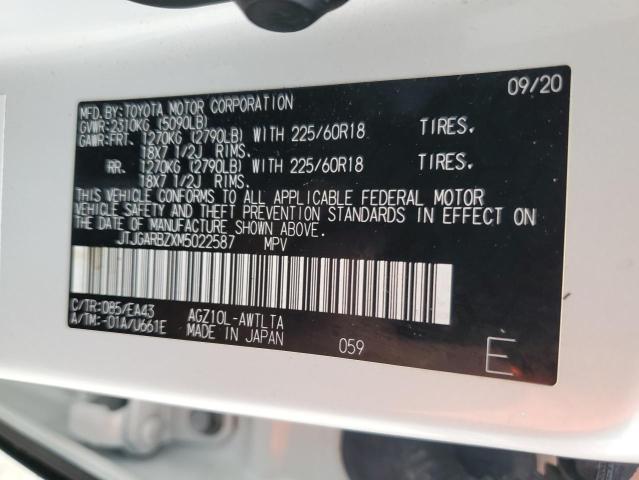 09/20
MFD.BY:TOYOTA MOTOR CORPORATION
GVWR:2310KG (5090LB)
GAWR:FRT. 1270KG (2790LB) WITH 225/60R18 TIRES.
18X7 1/2J RIMS.
RR. 1270KG (2790LB) WITH 225/60R18 TIRES.
18X7 1/2J RIMS.
THIS VEHICLE CONFORMS TO ALL APPLICABLE FEDERAL MOTOR
VEHICLE SAFETY AND THEFT PREVENTION STANDARDS IN EFFECT ON
THE DATE OF MANUFACTURE SHOWN ABOVE.
JTJGARBZXM5022587 MPV
C/TR:085/EA43 AGZ10L-AWTLTA
A/TM:-01A/U661E MADE IN JAPAN 059 E